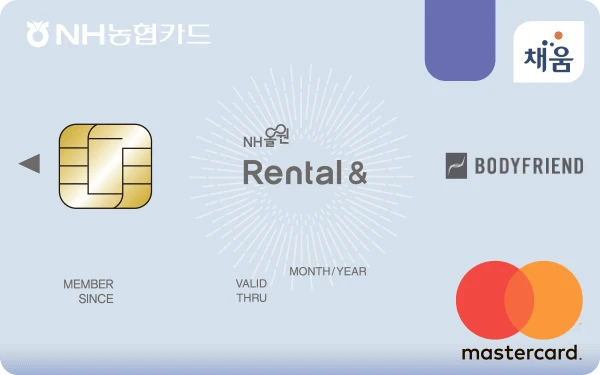 NH농협카드
채움
NH올원
Rental &
BODYFRIEND
MONTH/YEAR
MEMBER
SINCE
VALID
THRU
mastercard.